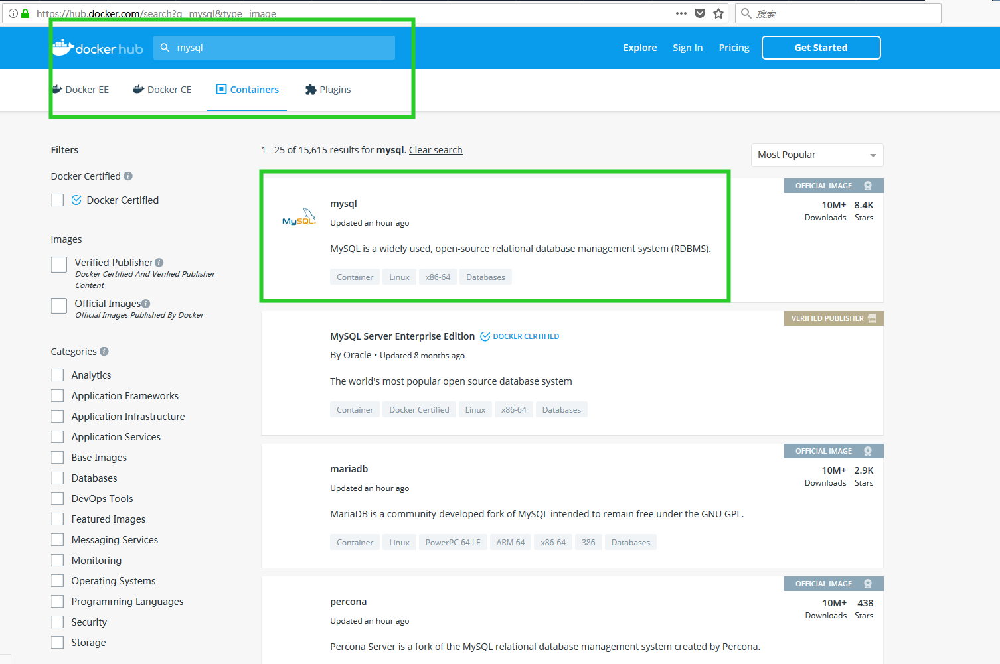 https://hub.docker.com/search?q=mysql&type=image
搜索
docker hub
mysql
Explore
Sign In
Pricing
Get Started
Docker EE
Docker CE
Containers
Plugins
Filters
1 - 25 of 15,615 results for mysql. Clear search
Most Popular
Docker Certified
Docker Certified
Images
Verified Publisher
Docker Certified And Verified Publisher
Content
Official Images
Official Images Published By Docker
Categories
Analytics
Application Frameworks
Application Infrastructure
Application Services
Base Images
Databases
DevOps Tools
Featured Images
Messaging Services
Monitoring
Operating Systems
Programming Languages
Security
Storage
OFFICIAL IMAGE
MySQL
mysql
10M+ 8.4K
Downloads Stars
Updated an hour ago
MySQL is a widely used, open-source relational database management system (RDBMS).
Container Linux x86-64 Databases
VERIFIED PUBLISHER
MySQL Server Enterprise Edition DOCKER CERTIFIED
By Oracle • Updated 8 months ago
The world's most popular open source database system
Container Docker Certified Linux x86-64 Databases
OFFICIAL IMAGE
mariadb
10M+ 2.9K
Downloads Stars
Updated an hour ago
MariaDB is a community-developed fork of MySQL intended to remain free under the GNU GPL.
Container Linux PowerPC 64 LE ARM 64 x86-64 386 Databases
OFFICIAL IMAGE
percona
10M+ 438
Downloads Stars
Updated an hour ago
Percona Server is a fork of the MySQL relational database management system created by Percona.